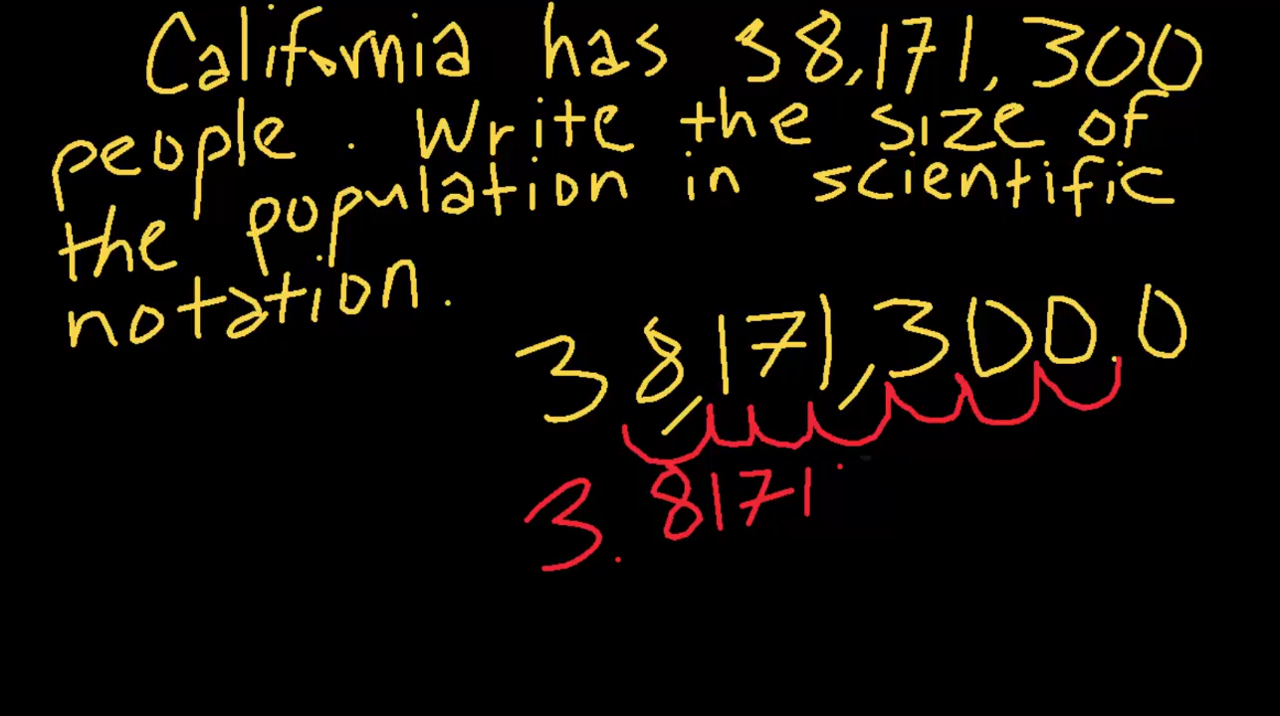 California has 38,171,300
people. Write the size of
the population in scientific
notation.
38,171,300.0
3.8171